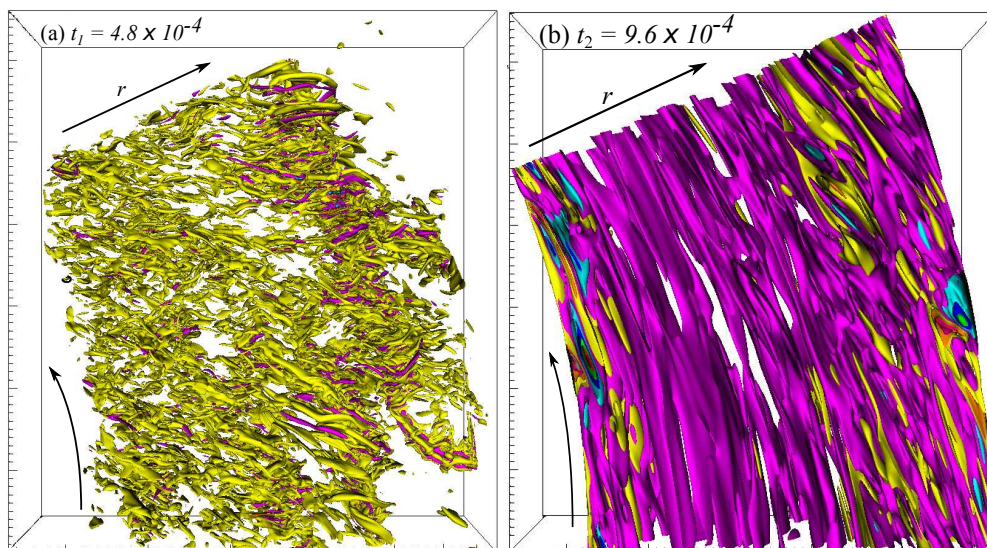 (a) t₁ = 4.8 x 10⁻⁴
r
(b) t₂ = 9.6 x 10⁻⁴
r